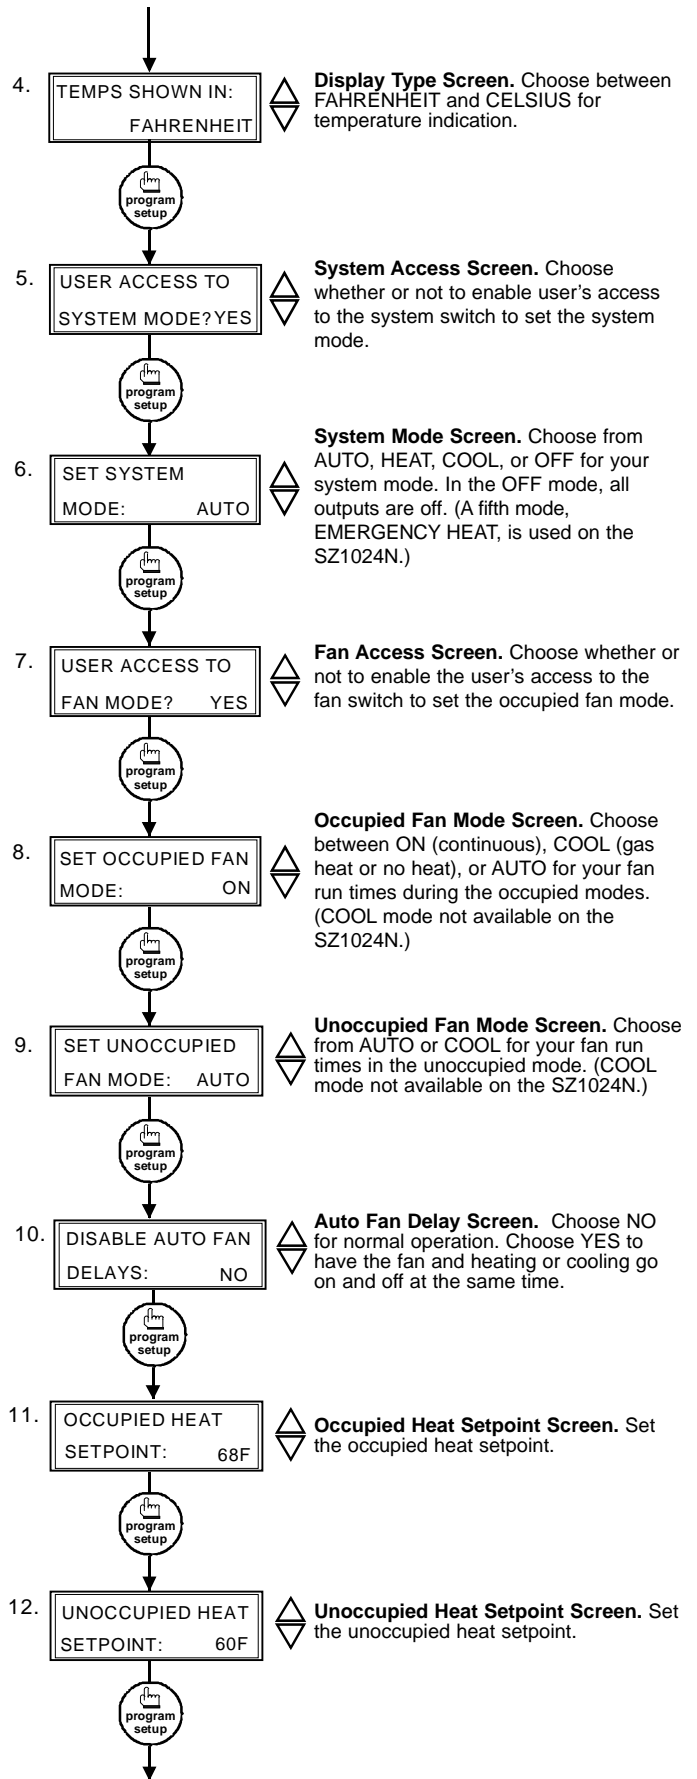 4.
TEMPS SHOWN IN:
FAHRENHEIT
Display Type Screen. Choose between
FAHRENHEIT and CELSIUS for
temperature indication.
program
setup
5.
USER ACCESS TO
SYSTEM MODE? YES
System Access Screen. Choose
whether or not to enable user's access
to the system switch to set the system
mode.
program
setup
6.
SET SYSTEM
MODE: AUTO
System Mode Screen. Choose from
AUTO, HEAT, COOL, or OFF for your
system mode. In the OFF mode, all
outputs are off. (A fifth mode,
EMERGENCY HEAT, is used on the
SZ1024N.)
program
setup
7.
USER ACCESS TO
FAN MODE? YES
Fan Access Screen. Choose whether or
not to enable the user's access to the
fan switch to set the occupied fan mode.
program
setup
8.
SET OCCUPIED FAN
MODE: ON
Occupied Fan Mode Screen. Choose
between ON (continuous), COOL (gas
heat or no heat), or AUTO for your fan
run times during the occupied modes.
(COOL mode not available on the
SZ1024N.)
program
setup
9.
SET UNOCCUPIED
FAN MODE: AUTO
Unoccupied Fan Mode Screen. Choose
from AUTO or COOL for your fan run
times in the unoccupied mode. (COOL
mode not available on the SZ1024N.)
program
setup
10.
DISABLE AUTO FAN
DELAYS: NO
Auto Fan Delay Screen. Choose NO
for normal operation. Choose YES to
have the fan and heating or cooling go
on and off at the same time.
program
setup
11.
OCCUPIED HEAT
SETPOINT: 68F
Occupied Heat Setpoint Screen. Set
the occupied heat setpoint.
program
setup
12.
UNOCCUPIED HEAT
SETPOINT: 60F
Unoccupied Heat Setpoint Screen. Set
the unoccupied heat setpoint.
program
setup